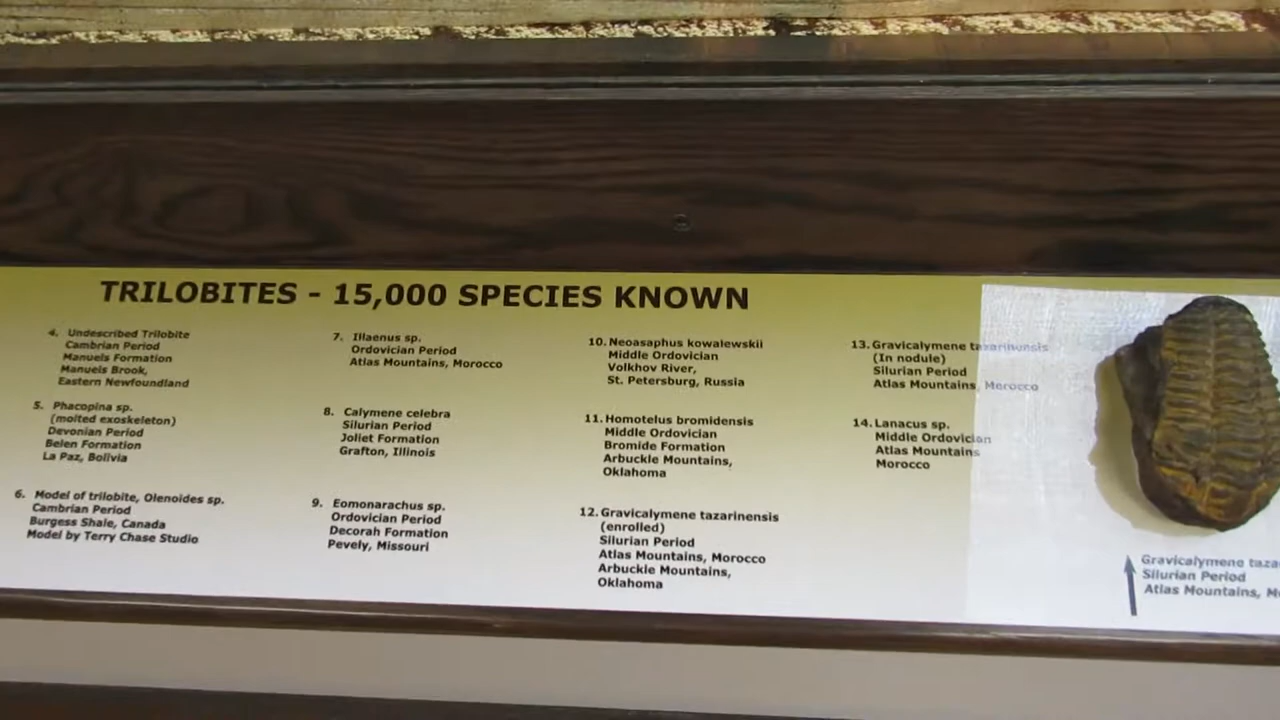 TRILOBITES - 15,000 SPECIES KNOWN
4. Undescribed Trilobite
Cambrian Period
Manuels Formation
Manuels Brook,
Eastern Newfoundland
5. Phacopina sp.
(molted exoskeleton)
Devonian Period
Belen Formation
La Paz, Bolivia
6. Model of trilobite, Olenoides sp.
Cambrian Period
Burgess Shale, Canada
Model by Terry Chase Studio
7. Illaenus sp.
Ordovician Period
Atlas Mountains, Morocco
8. Calymene celebra
Silurian Period
Joliet Formation
Grafton, Illinois
9. Eomonarachus sp.
Ordovician Period
Decorah Formation
Pevely, Missouri
10. Neoasaphus kowalewskii
Middle Ordovician
Volkhov River,
St. Petersburg, Russia
11. Homotelus bromidensis
Middle Ordovician
Bromide Formation
Arbuckle Mountains,
Oklahoma
12. Gravicalymene tazarinensis
(enrolled)
Silurian Period
Atlas Mountains, Morocco
Arbuckle Mountains,
Oklahoma
13. Gravicalymene tazarinensis
(In nodule)
Silurian Period
Atlas Mountains, Morocco
14. Lanacus sp.
Middle Ordovician
Atlas Mountains
Morocco
Gravicalymene
Silurian Period
Atlas Mountains,